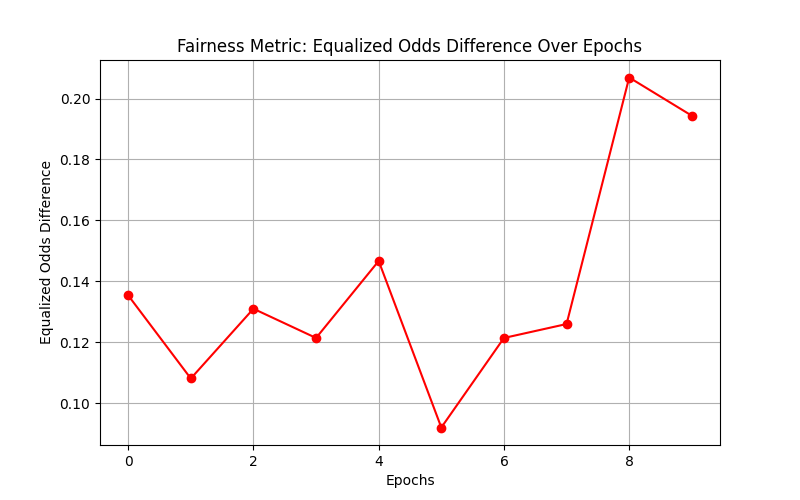 Fairness Metric: Equalized Odds Difference Over Epochs
Equalized Odds Difference
0.20
0.18
0.16
0.14
0.12
0.10
0 2 4 6 8
Epochs